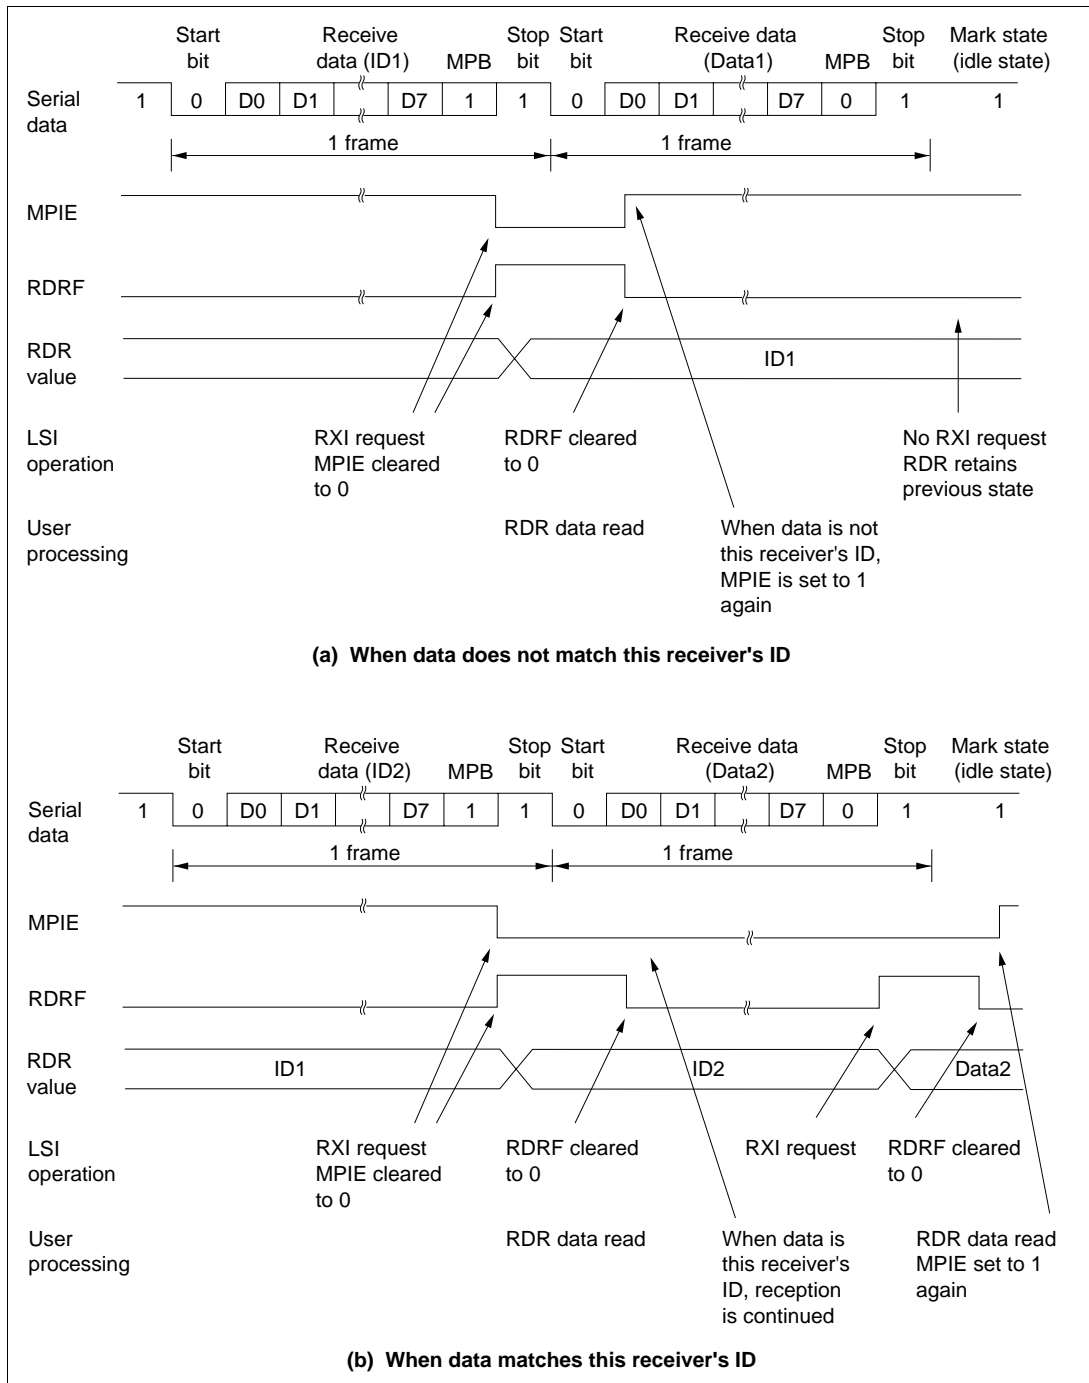 Start Receive Stop Start Receive data Stop Mark state
bit data (ID1) MPB bit bit (Data1) MPB bit (idle state)
Serial data 1 0 D0 D1 D7 1 1 0 D0 D1 D7 0 1 1
1 frame 1 frame
MPIE
RDRF
RDR value ID1
LSI operation
RXI request
MPIE cleared
to 0
RDRF cleared
to 0
No RXI request
RDR retains
previous state
User processing
RDR data read
When data is not
this receiver's ID,
MPIE is set to 1
again
(a) When data does not match this receiver's ID
Start Receive Stop Start Receive data Stop Mark state
bit data (ID2) MPB bit bit (Data2) MPB bit (idle state)
Serial data 1 0 D0 D1 D7 1 1 0 D0 D1 D7 0 1 1
1 frame 1 frame
MPIE
RDRF
RDR value ID1 ID2 Data2
LSI operation
RXI request
MPIE cleared
to 0
RDRF cleared
to 0
RXI request
RDRF cleared
to 0
User processing
RDR data read
When data is
this receiver's
ID, reception
is continued
RDR data read
MPIE set to 1
again
(b) When data matches this receiver's ID